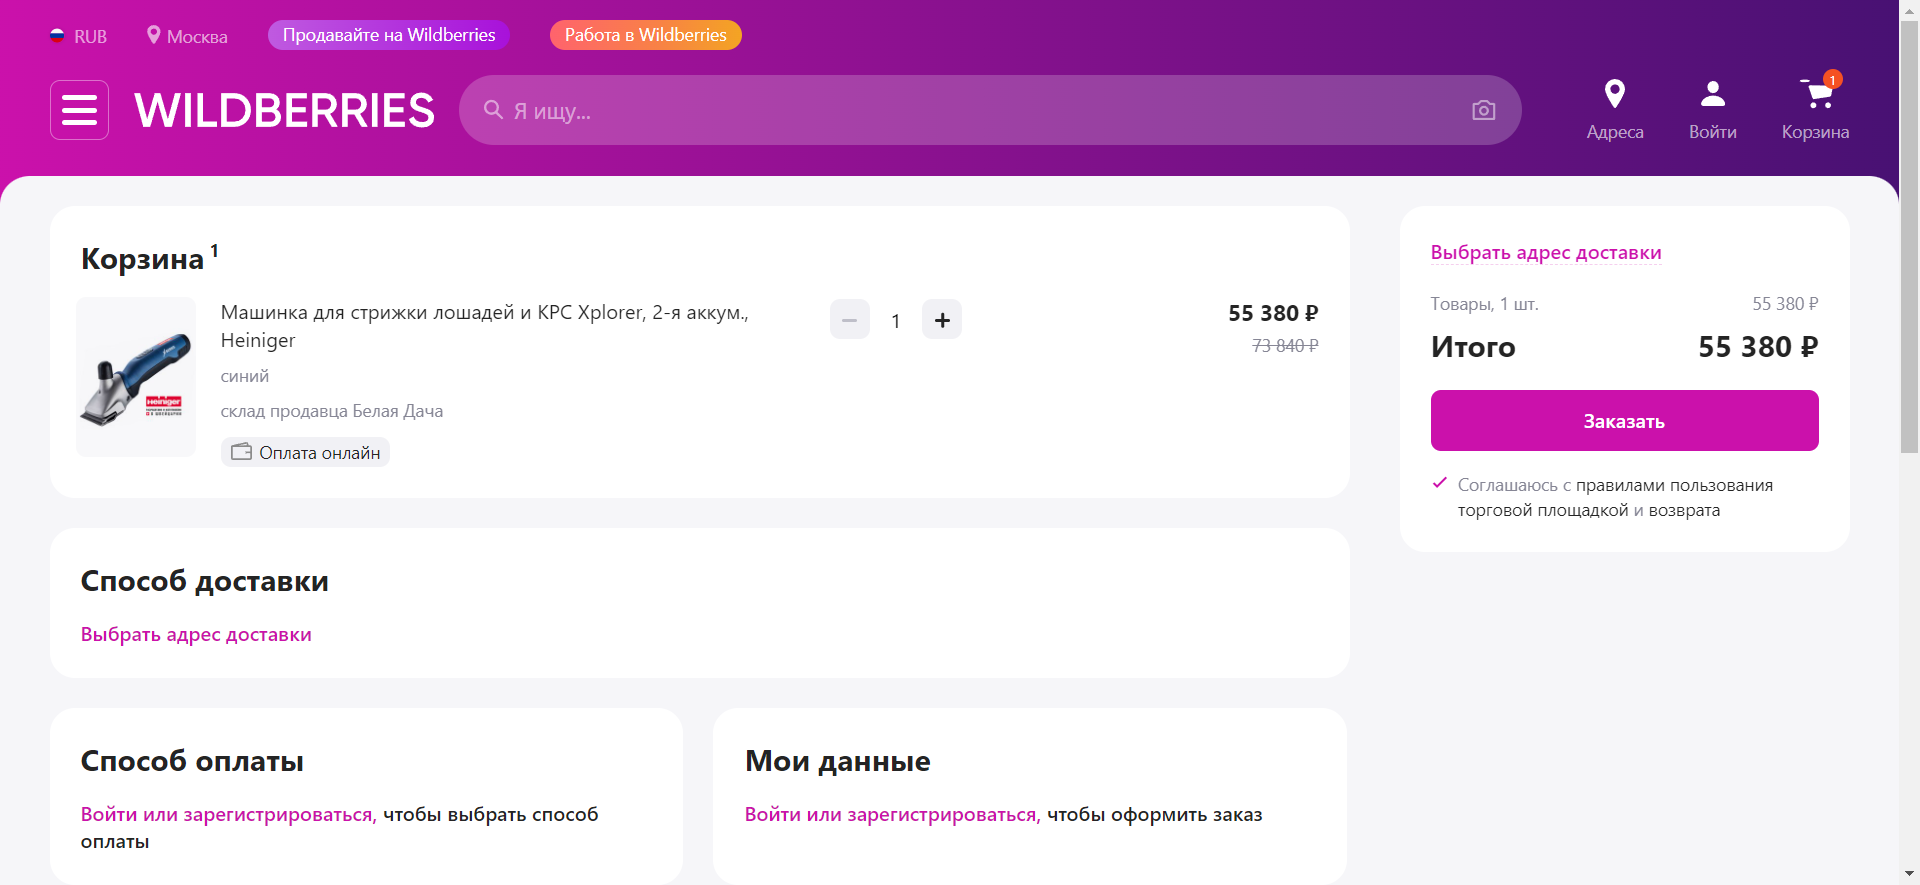 RUB
Москва
Продавайте на Wildberries
Работа в Wildberries
WILDBERRIES
Я ищу...
Адреса
Войти
1
Корзина
Корзина 1
Машинка для стрижки лошадей и КРС Xplorer, 2-я аккум.,
Heiniger
синий
склад продавца Белая Дача
Оплата онлайн
Heiniger
1
55 380 ₽
73 840 ₽
Выбрать адрес доставки
Товары, 1 шт.
55 380 ₽
Итого
55 380 ₽
Заказать
Соглашаюсь с правилами пользования
торговой площадкой и возврата
Способ доставки
Выбрать адрес доставки
Способ оплаты
Войти или зарегистрироваться, чтобы выбрать способ
оплаты
Мои данные
Войти или зарегистрироваться, чтобы оформить заказ